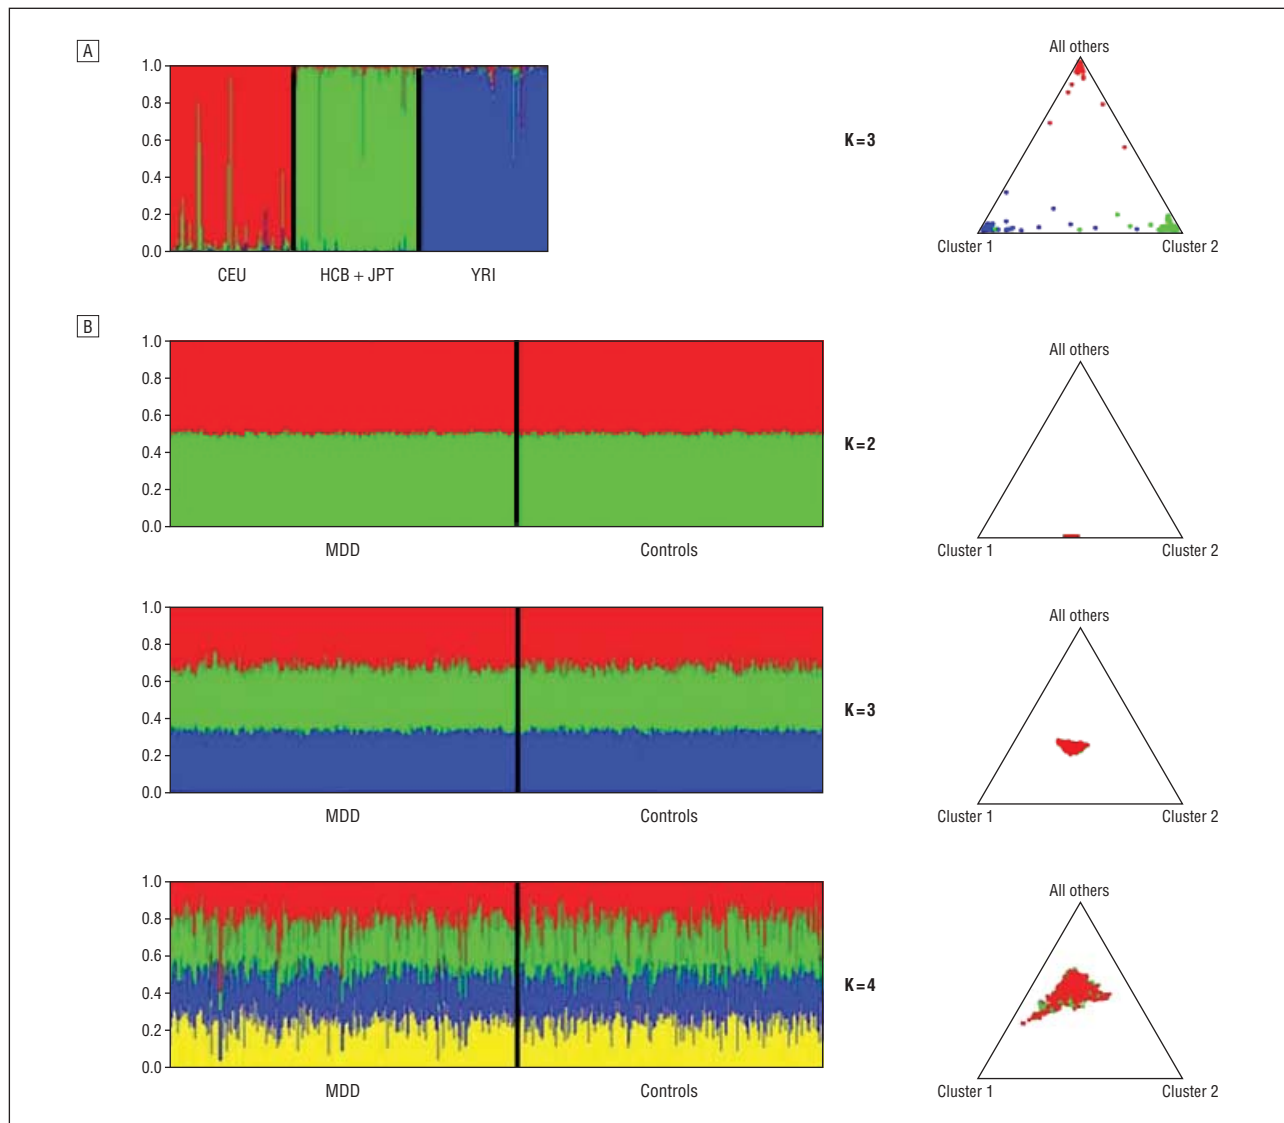 A
1.0
0.8
0.6
0.4
0.2
0.0
CEU HCB + JPT YRI
K=3
All others
Cluster 1 Cluster 2
B
1.0
0.8
0.6
0.4
0.2
0.0
MDD Controls
K=2
All others
Cluster 1 Cluster 2
1.0
0.8
0.6
0.4
0.2
0.0
MDD Controls
K=3
All others
Cluster 1 Cluster 2
1.0
0.8
0.6
0.4
0.2
0.0
MDD Controls
K=4
All others
Cluster 1 Cluster 2